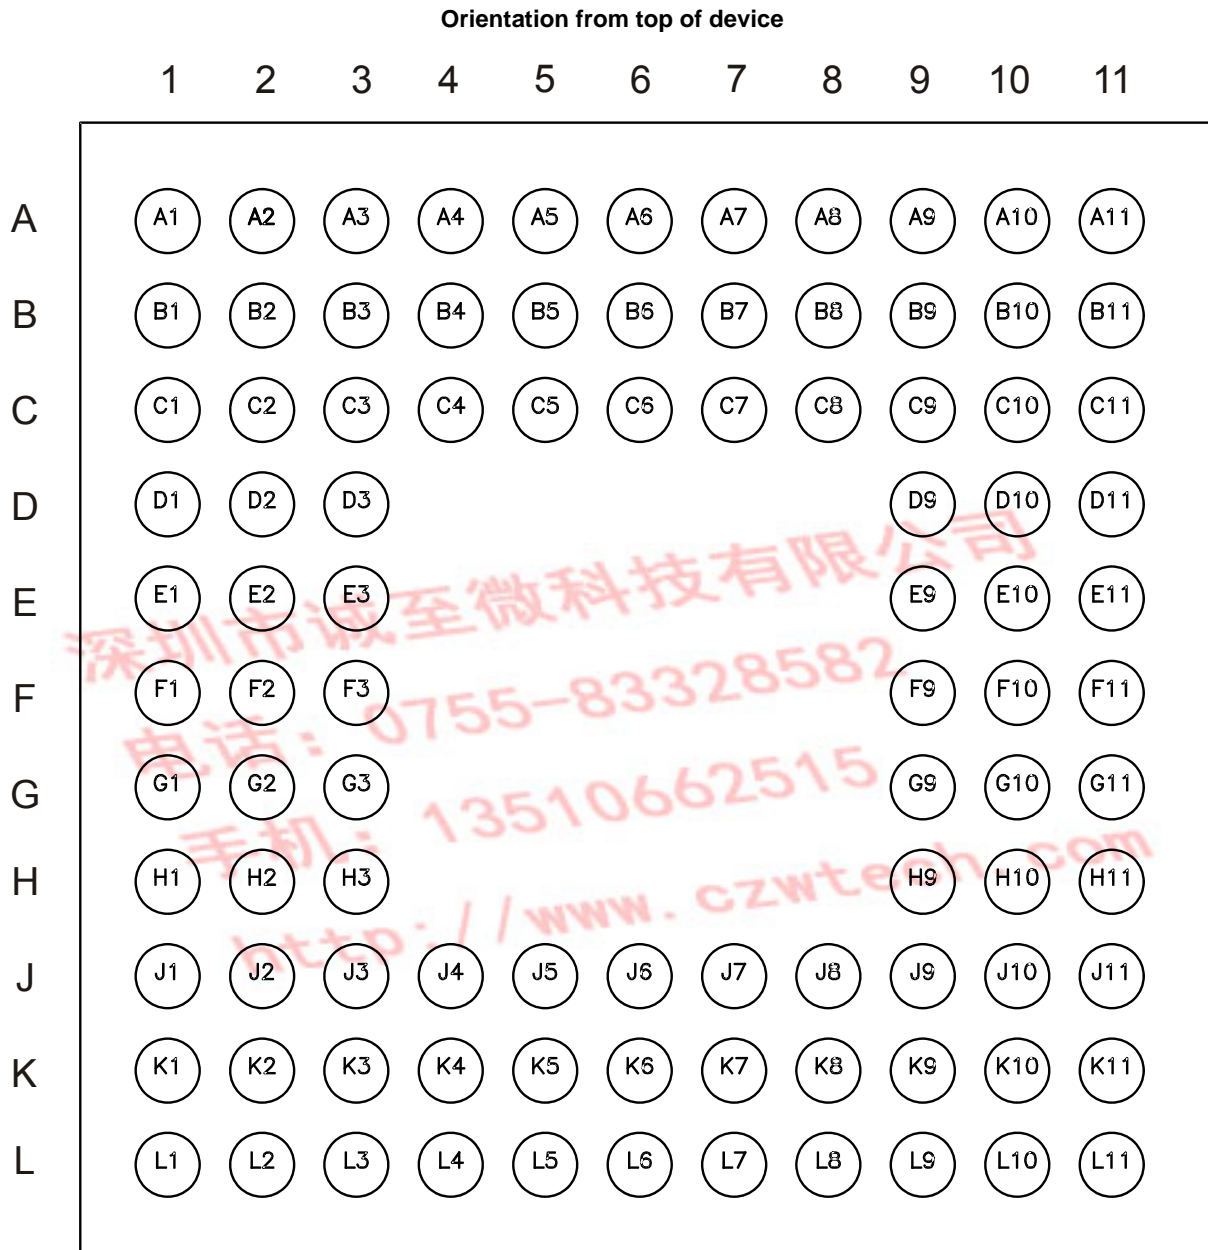 Orientation from top of device
1 2 3 4 5 6 7 8 9 10 11
A A1 A2 A3 A4 A5 A6 A7 A8 A9 A10 A11
B B1 B2 B3 B4 B5 B6 B7 B8 B9 B10 B11
C C1 C2 C3 C4 C5 C6 C7 C8 C9 C10 C11
D D1 D2 D3 D9 D10 D11
E E1 E2 E3 E9 E10 E11
F F1 F2 F3 F9 F10 F11
G G1 G2 G3 G9 G10 G11
H H1 H2 H3 H9 H10 H11
J J1 J2 J3 J4 J5 J6 J7 J8 J9 J10 J11
K K1 K2 K3 K4 K5 K6 K7 K8 K9 K10 K11
L L1 L2 L3 L4 L5 L6 L7 L8 L9 L10 L11
深圳市诚至微科技有限公司
电话：0755-83328582
手机：13510662515
http://www.czwtech.com